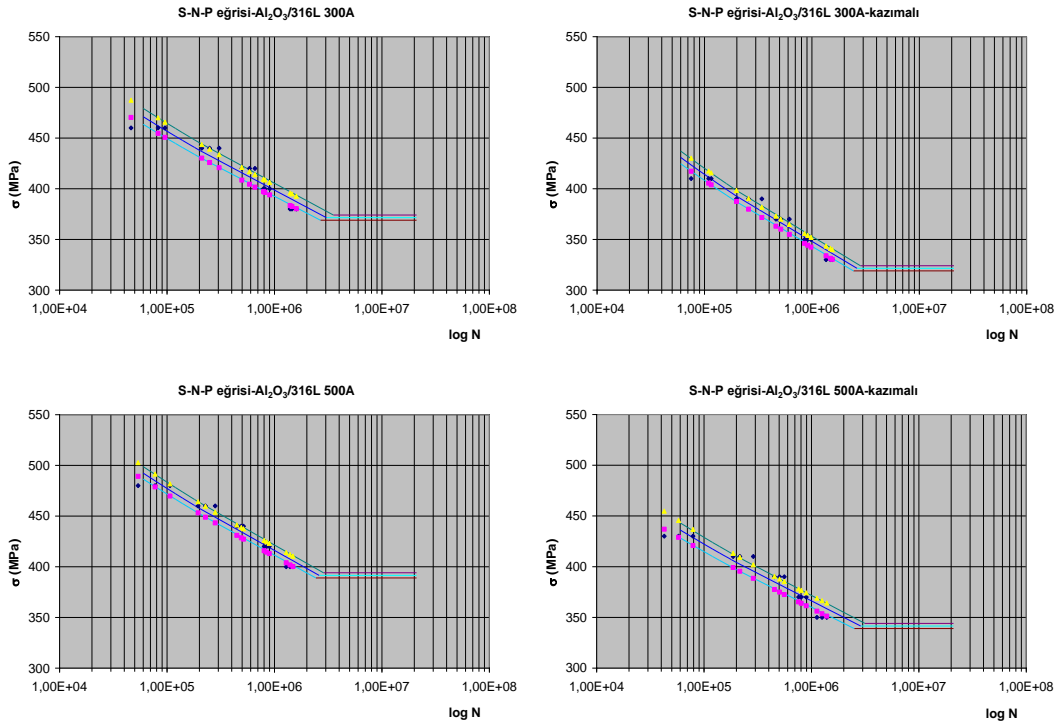 S-N-P eğrisi-Al₂O₃/316L 300A
550
500
450
400
350
300
σ (MPa)
1,00E+04 1,00E+05 1,00E+06 1,00E+07 1,00E+08
log N
S-N-P eğrisi-Al₂O₃/316L 300A-kazımalı
550
500
450
400
350
300
σ (MPa)
1,00E+04 1,00E+05 1,00E+06 1,00E+07 1,00E+08
log N
S-N-P eğrisi-Al₂O₃/316L 500A
550
500
450
400
350
300
σ (MPa)
1,00E+04 1,00E+05 1,00E+06 1,00E+07 1,00E+08
log N
S-N-P eğrisi-Al₂O₃/316L 500A-kazımalı
550
500
450
400
350
300
σ (MPa)
1,00E+04 1,00E+05 1,00E+06 1,00E+07 1,00E+08
log N